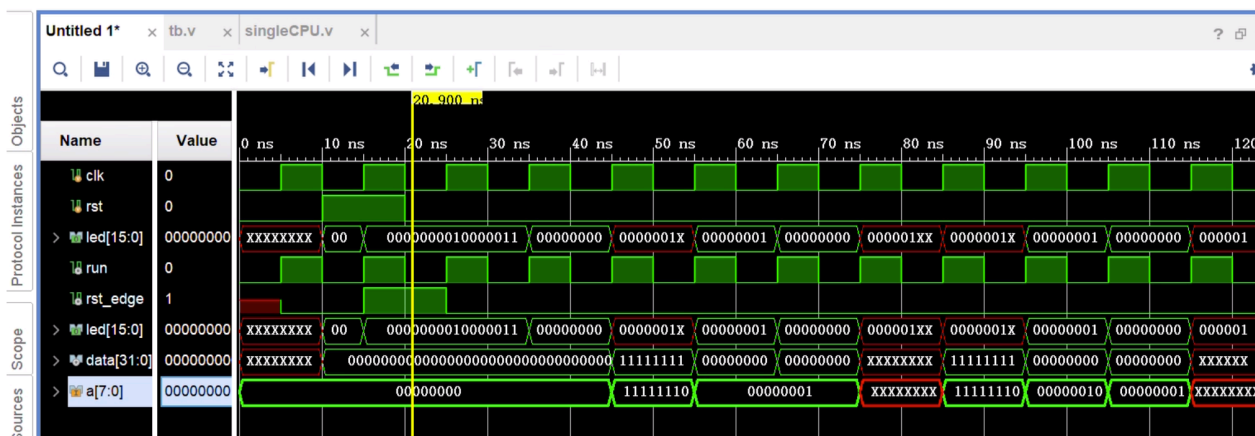 Untitled 1* × tb.v × singleCPU.v ×
?
20.900 ns
Objects
Protocol Instances
Scope
Sources
Name Value 0 ns 10 ns 20 ns 30 ns 40 ns 50 ns 60 ns 70 ns 80 ns 90 ns 100 ns 110 ns 120
clk 0
rst 0
led[15:0] 00000000 XXXXXXXX 00 0000000010000011 00000000 0000001X 00000001 00000000 000001XX 0000001X 00000001 00000000 000001
run 0
rst_edge 1
led[15:0] 00000000 XXXXXXXX 00 0000000010000011 00000000 0000001X 00000001 00000000 000001XX 0000001X 00000001 00000000 000001
data[31:0] 00000000 XXXXXXXX 00000000000000000000000000000000 11111111 00000000 00000000 XXXXXXXX 11111111 00000000 00000000 XXXXXX
a[7:0] 00000000 00000000 11111110 00000001 XXXXXXXX 11111110 00000010 00000001 XXXXXXXX